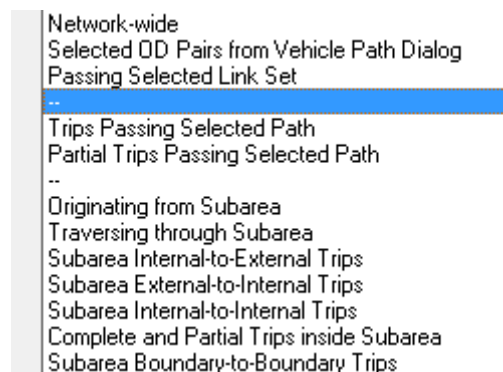 Network-wide
Selected OD Pairs from Vehicle Path Dialog
Passing Selected Link Set
--
Trips Passing Selected Path
Partial Trips Passing Selected Path
--
Originating from Subarea
Traversing through Subarea
Subarea Internal-to-External Trips
Subarea External-to-Internal Trips
Subarea Internal-to-Internal Trips
Complete and Partial Trips inside Subarea
Subarea Boundary-to-Boundary Trips